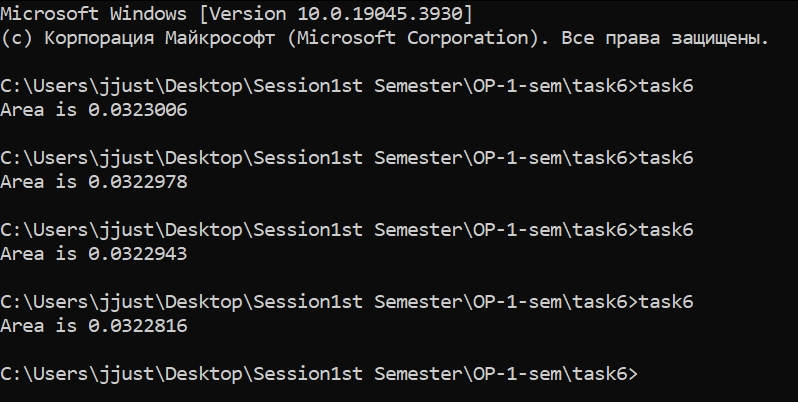 Microsoft Windows [Version 10.0.19045.3930]
(c) Корпорация Майкрософт (Microsoft Corporation). Все права защищены.
C:\Users\jjust\Desktop\Session1st Semester\OP-1-sem\task6>task6
Area is 0.0323006
C:\Users\jjust\Desktop\Session1st Semester\OP-1-sem\task6>task6
Area is 0.0322978
C:\Users\jjust\Desktop\Session1st Semester\OP-1-sem\task6>task6
Area is 0.0322943
C:\Users\jjust\Desktop\Session1st Semester\OP-1-sem\task6>task6
Area is 0.0322816
C:\Users\jjust\Desktop\Session1st Semester\OP-1-sem\task6>